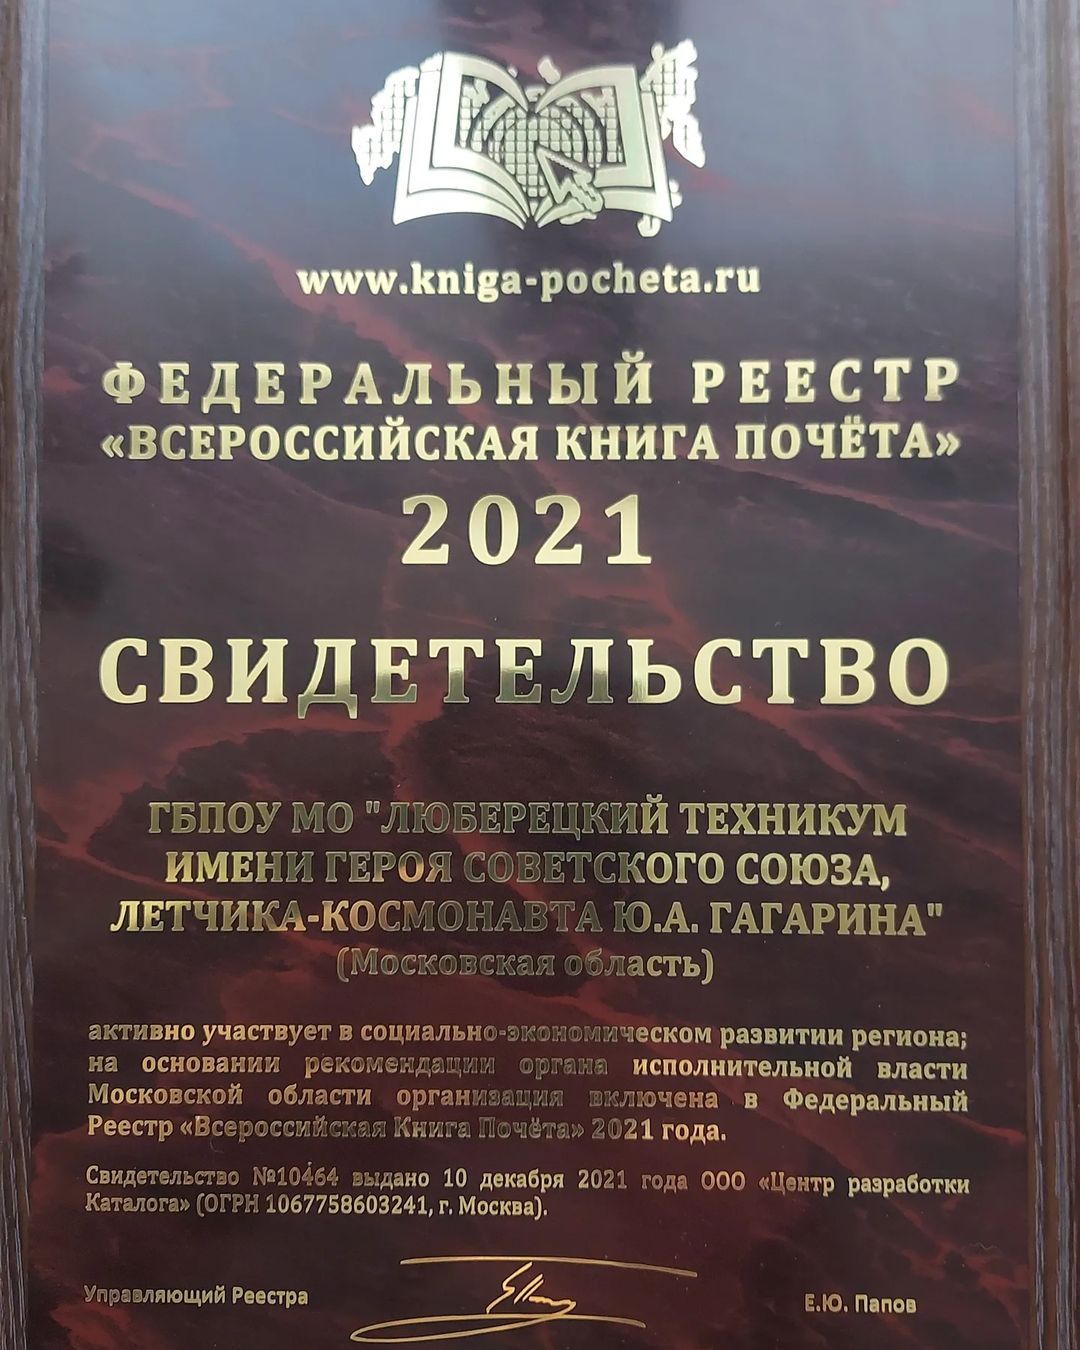 www.kniga-pocheta.ru
ФЕДЕРАЛЬНЫЙ РЕЕСТР
«ВСЕРОССИЙСКАЯ КНИГА ПОЧЁТА»
2021
СВИДЕТЕЛЬСТВО
ГБПОУ МО "ЛЮБЕРЕЦКИЙ ТЕХНИКУМ
ИМЕНИ ГЕРОЯ СОВЕТСКОГО СОЮЗА,
ЛЕТЧИКА-КОСМОНАВТА Ю.А. ГАГАРИНА"
(Московская область)
активно участвует в социально-экономическом развитии региона;
на основании рекомендации органа исполнительной власти
Московской области организация включена в Федеральный
Реестр «Всероссийская Книга Почёта» 2021 года.
Свидетельство №10464 выдано 10 декабря 2021 года ООО «Центр разработки
Каталога» (ОГРН 1067758603241, г. Москва).
Управляющий Реестра
Е.Ю. Папов